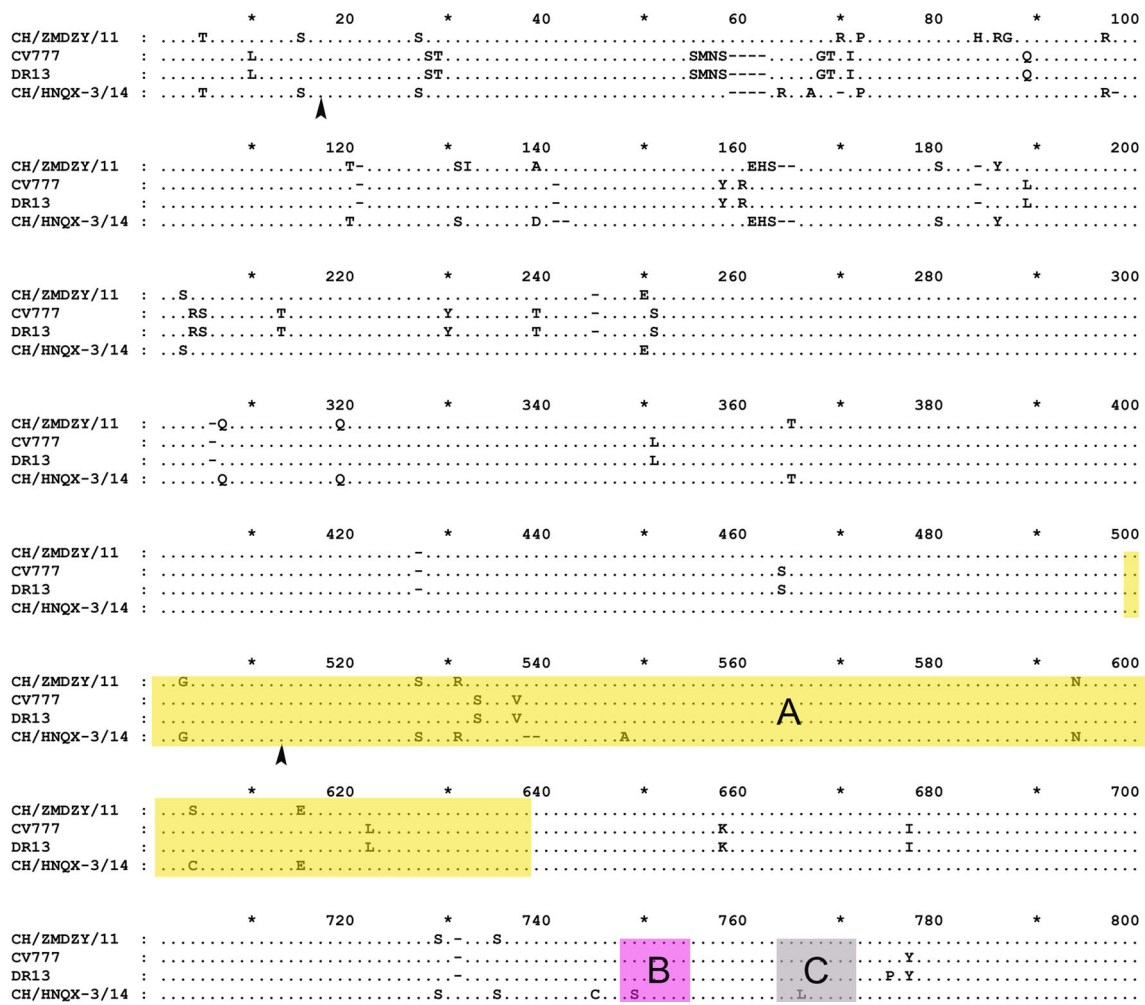 * 20 * 40 * 60 * 80 * 100
CH/ZMDZY/11 : ....T.........S...........S..........................................R.P...........H.RG.........R...
CV777 : .........L.................ST.........................SMNS----.....GT.I.................Q...........
DR13 : .........L.................ST.........................SMNS----.....GT.I.................Q...........
CH/HNQX-3/14 : ....T.........S...........S...............................----.R..A..-.P........................R-..
* 120 * 140 * 160 * 180 * 200
CH/ZMDZY/11 : ...................T-.........SI......A.....................EHS--..............S...-.Y..............
CV777 : ....................-...................-................Y.R.......................-....L...........
DR13 : ....................-...................-................Y.R.......................-....L...........
CH/HNQX-3/14 : ...................T..........S.......D.--..................EHS--..............S.....Y..............
* 220 * 240 * 260 * 280 * 300
CH/ZMDZY/11 : ..S.........................................-....E..................................................
CV777 : ...RS.......T................Y........T.....-.....S.................................................
DR13 : ...RS.......T................Y........T.....-.....S.................................................
CH/HNQX-3/14 : ..S..............................................E..................................................
* 320 * 340 * 360 * 380 * 400
CH/ZMDZY/11 : .....-Q...........Q.............................................T...................................
CV777 : .....-............................................L.................................................
DR13 : .....-............................................L.................................................
CH/HNQX-3/14 : ......Q...........Q.............................................T...................................
* 420 * 440 * 460 * 480 * 500
CH/ZMDZY/11 : ..........................-.........................................................................
CV777 : ..........................-....................................S....................................
DR13 : ..........................-....................................S....................................
CH/HNQX-3/14 : ....................................................................................................
* 520 * 540 * 560 * 580 * 600
CH/ZMDZY/11 : ..G.......................S...R..............................................................N......
CV777 : ................................S...V...............................................................
DR13 : ................................S...V...............................................................
CH/HNQX-3/14 : ..G.......................S...R......--........A.............................................N......
A
* 620 * 640 * 660 * 680 * 700
CH/ZMDZY/11 : ...S..........E.....................................................................................
CV777 : .....................L...................................K..................I.......................
DR13 : .....................L...................................K..................I.......................
CH/HNQX-3/14 : ...C..........E.....................................................................................
* 720 * 740 * 760 * 780 * 800
CH/ZMDZY/11 : ............................S.-...S.................................................................
CV777 : ..............................-.............................................Y.......................
DR13 : ..............................-...........................................P.Y.......................
CH/HNQX-3/14 : ............................S.....S.........C...S................L..................................
B C